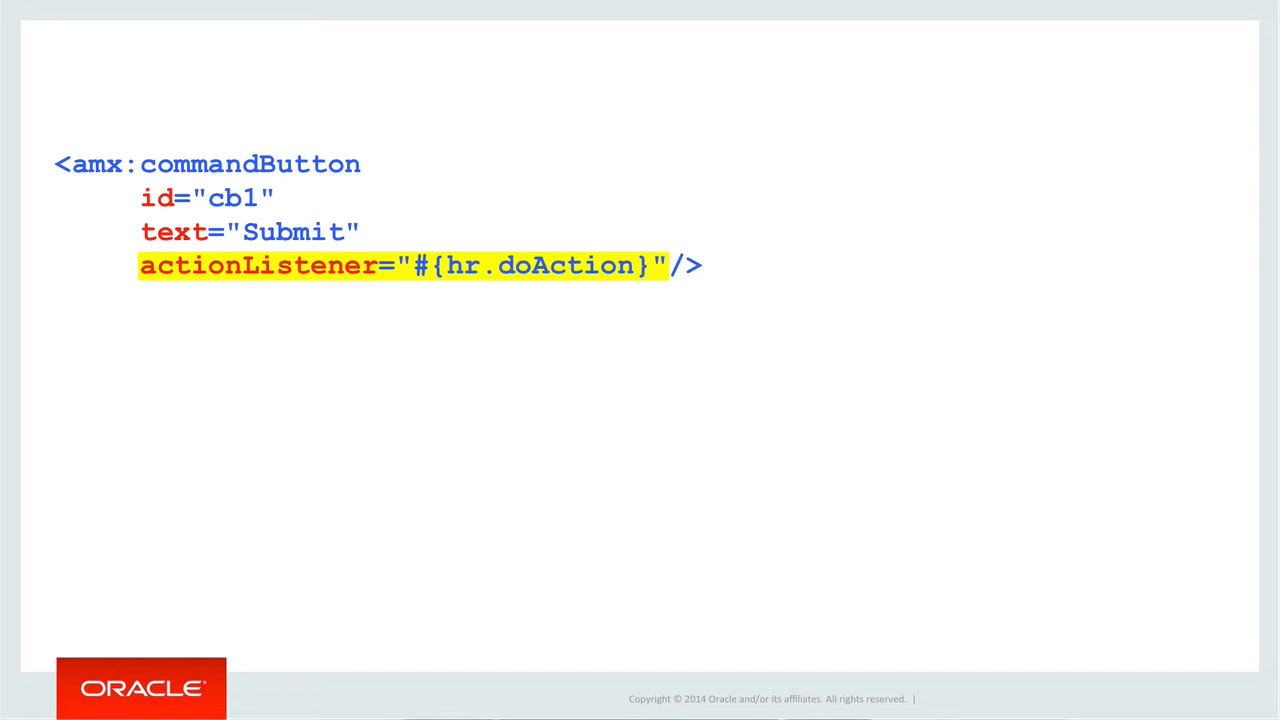 <amx:commandButton
id="cb1"
text="Submit"
actionListener="#{hr.doAction}"/>
ORACLE®
Copyright © 2014 Oracle and/or its affiliates. All rights reserved. |